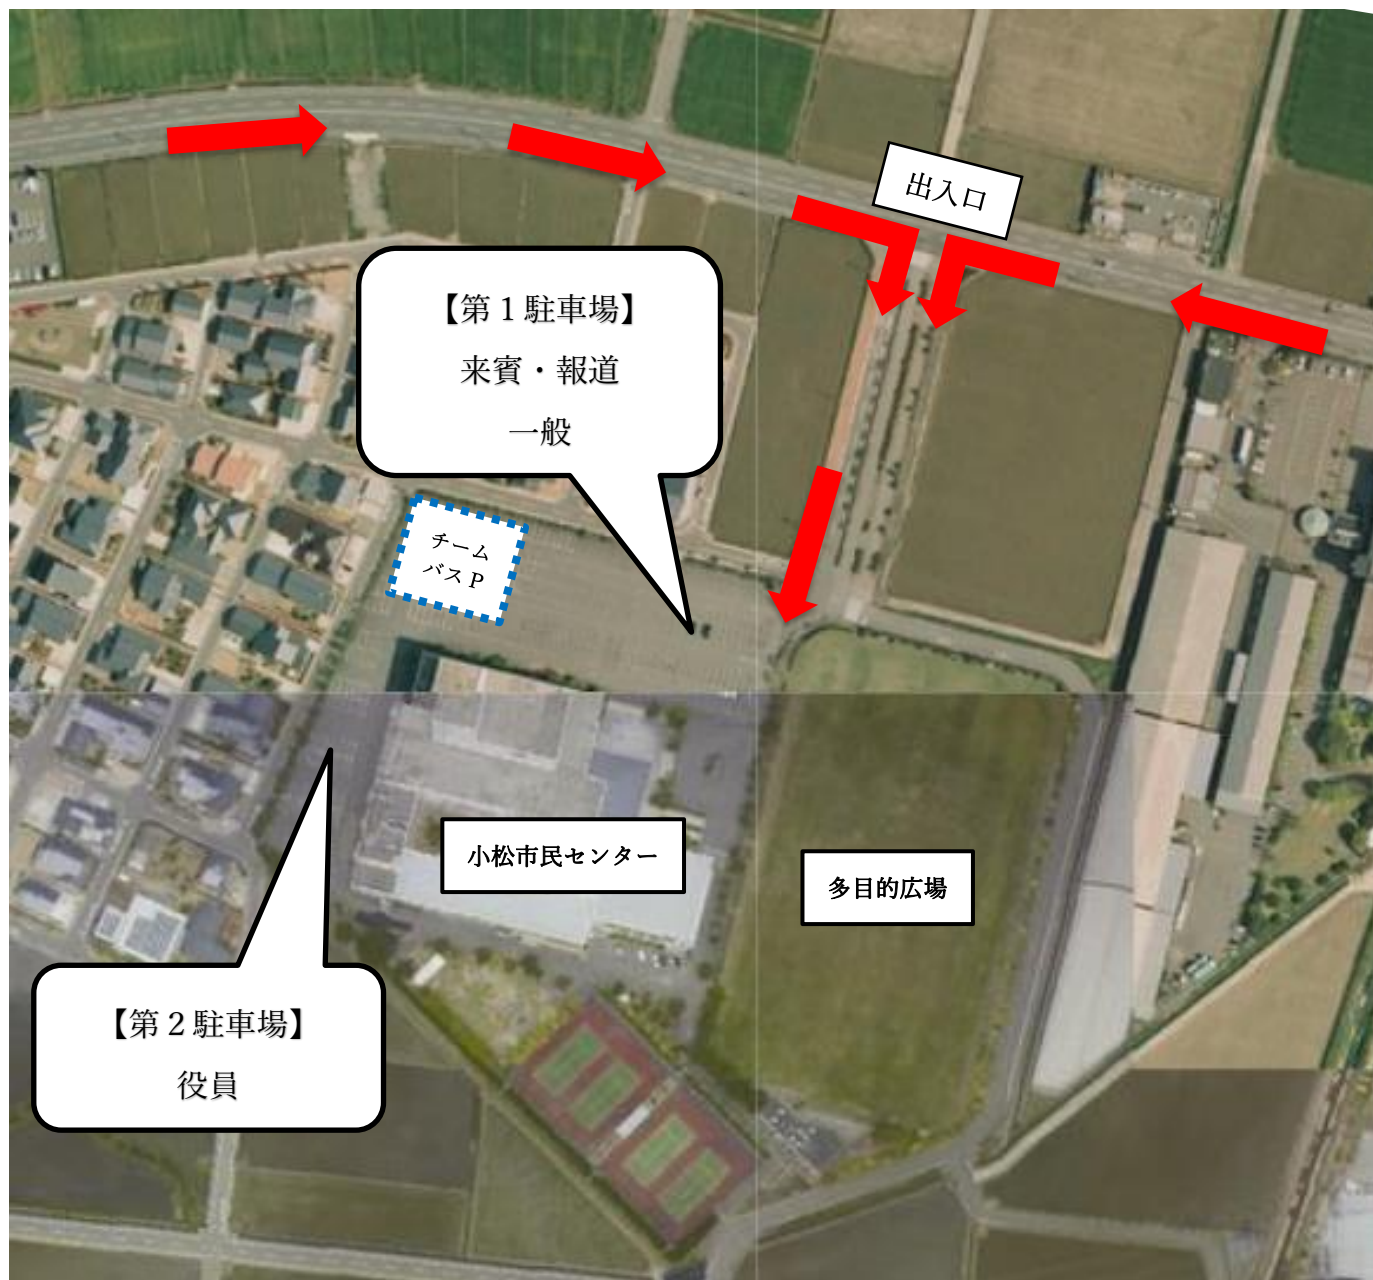 出入口
【第１駐車場】
来賓・報道
一般
チーム
バスＰ
小松市民センター
多目的広場
【第２駐車場】
役員